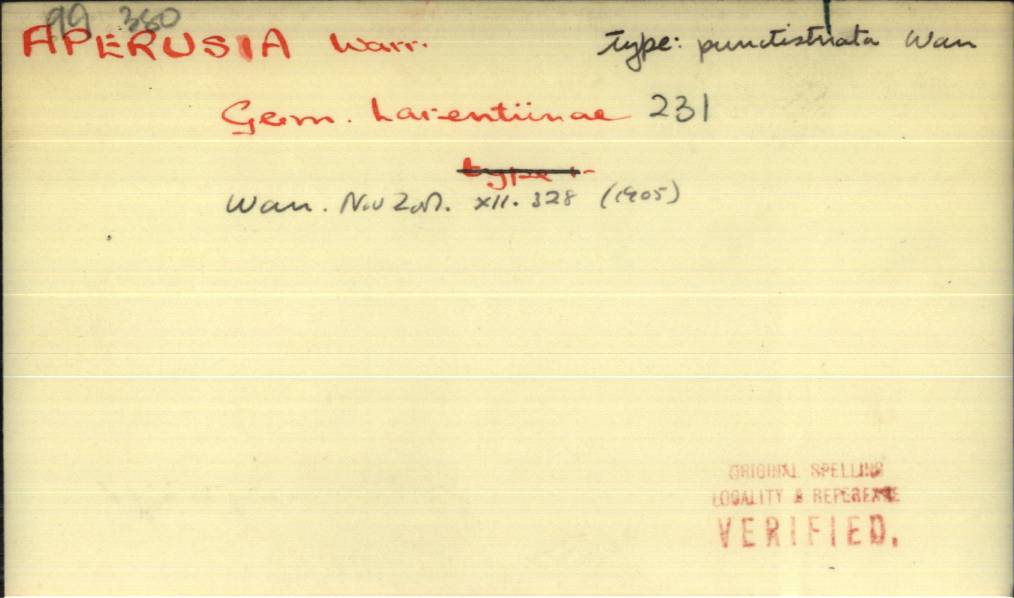 99 380
APERUSIA Warr. type: punctistriata Warr
Geom. Larentiinae 231
type:-
Warr. Nov Zool. XII. 328 (1905)
ORIGINAL SPELLING
LOCALITY & REFERENCE
VERIFIED.